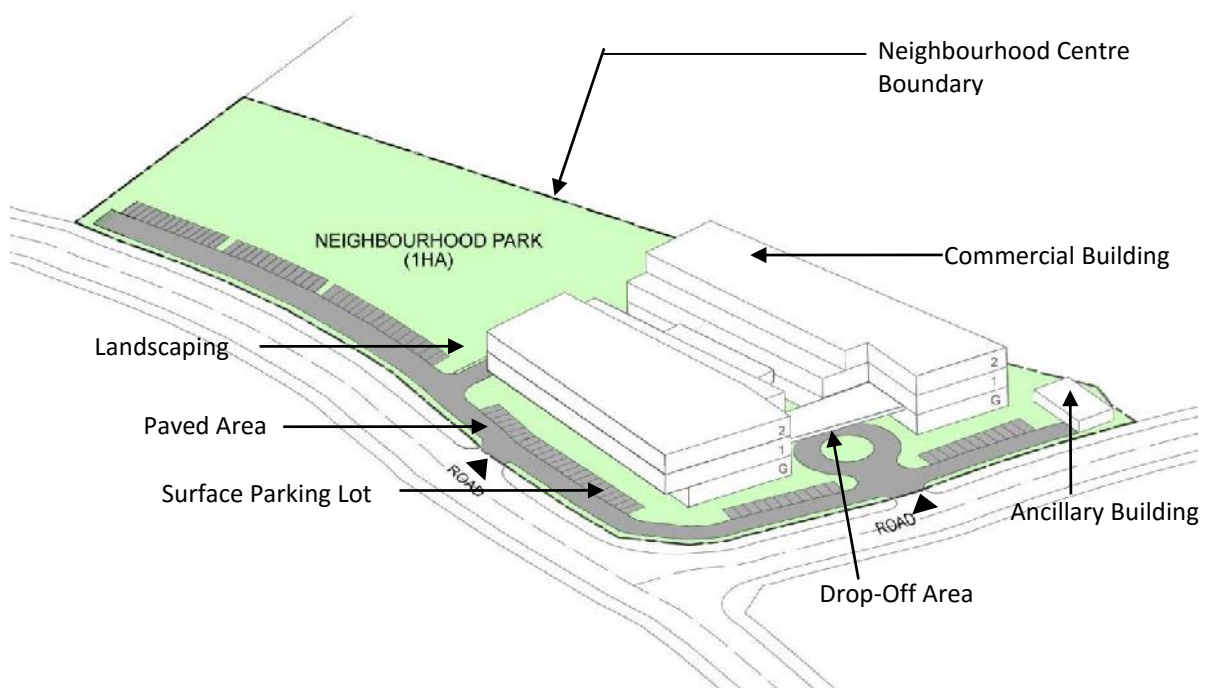 Neighbourhood Centre
Boundary
NEIGHBOURHOOD PARK
(1HA)
Commercial Building
Landscaping
2
1
G
Paved Area
2
1
G
ROAD
Surface Parking Lot
ROAD
Ancillary Building
Drop-Off Area